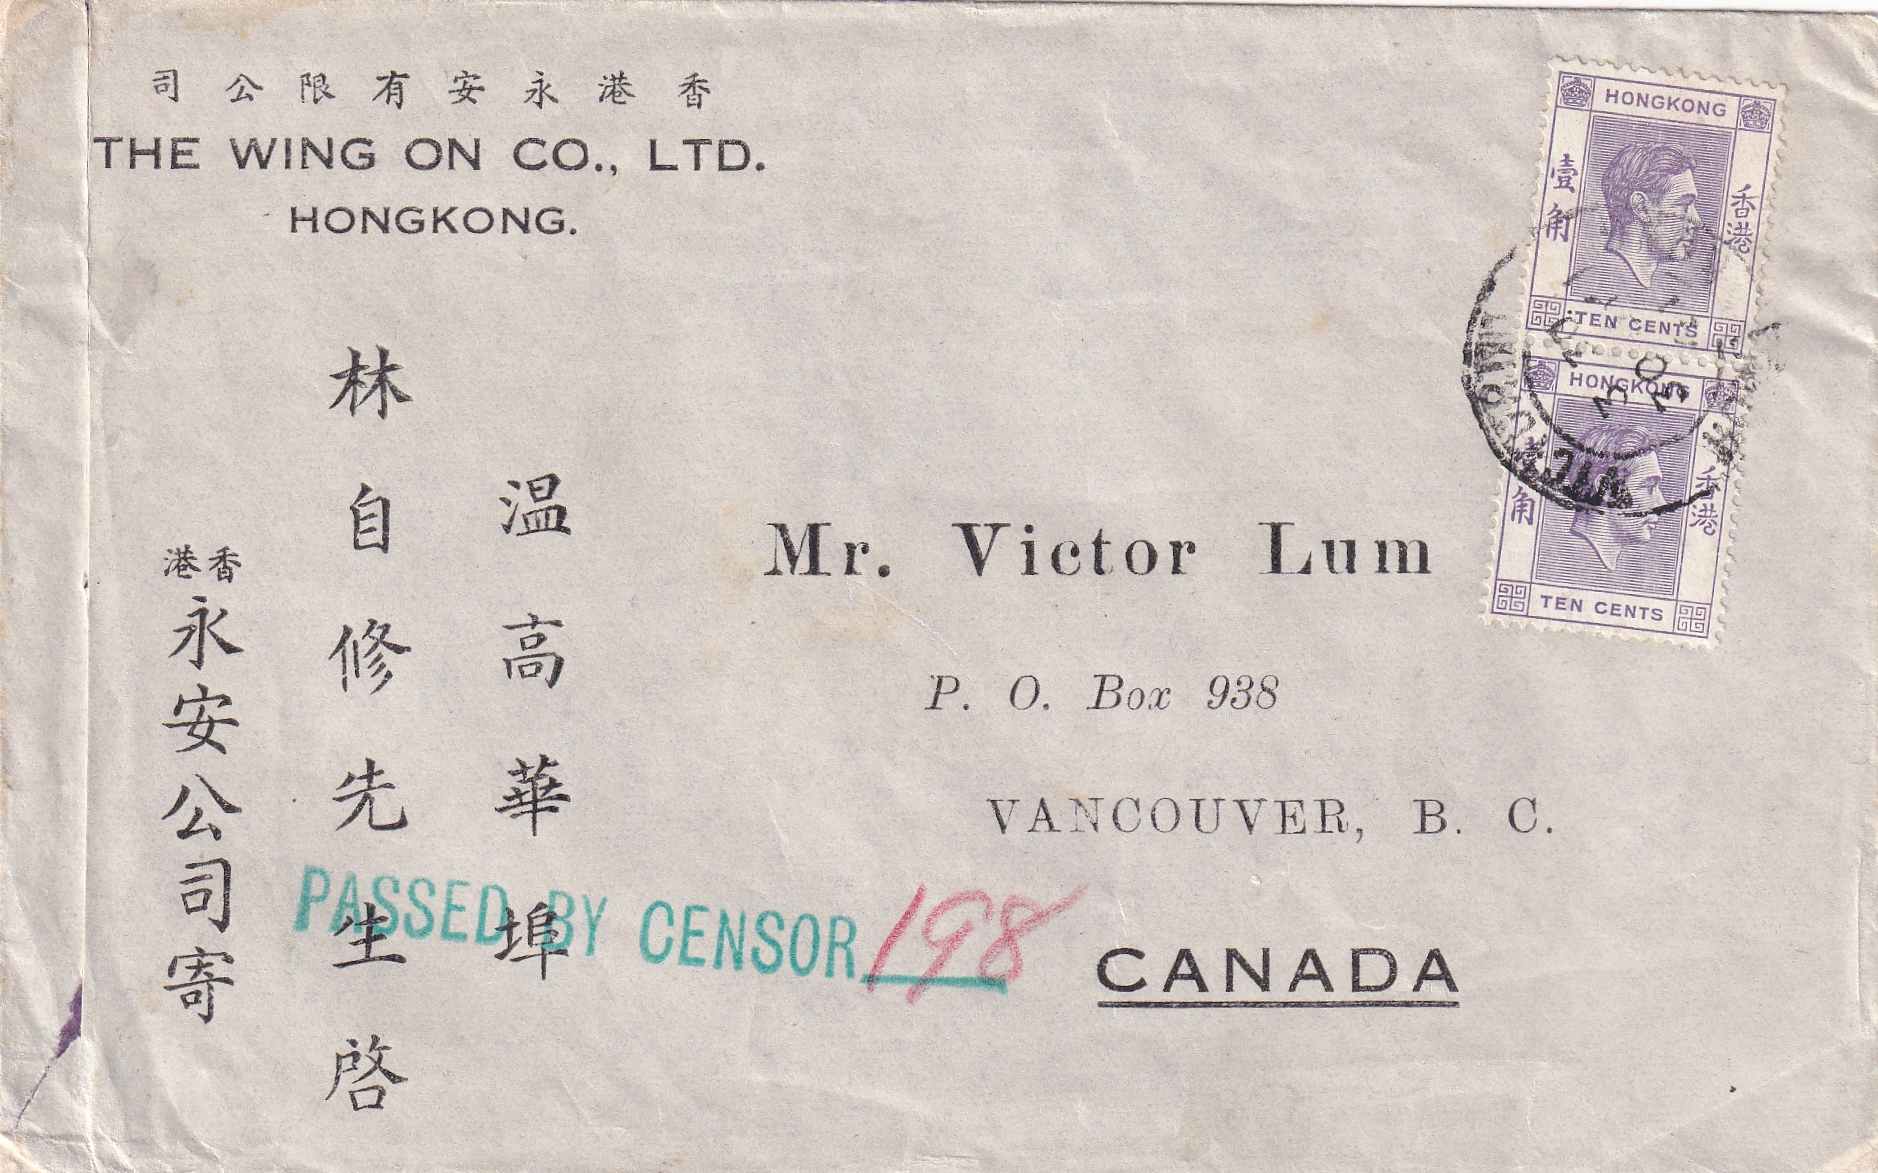 香港永安有限公司
THE WING ON CO., LTD.
HONGKONG.
HONGKONG
壹角
香港
TEN CENTS
HONGKONG
壹角
香港
TEN CENTS
溫高華埠
林自修先生啓
香港
永安公司寄
Mr. Victor Lum
P. O. Box 938
VANCOUVER, B. C.
CANADA
PASSED BY CENSOR 198